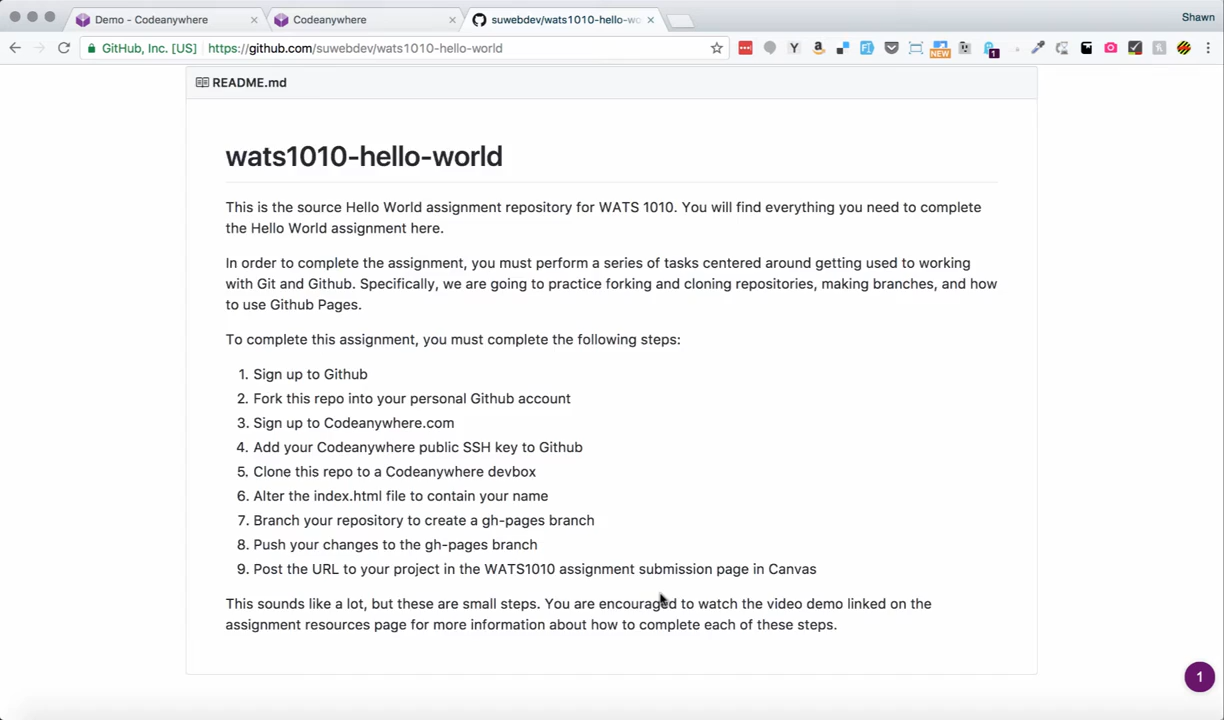 Demo - Codeanywhere
Codeanywhere
suwebdev/wats1010-hello-wo
Shawn
GitHub, Inc. [US]
https://github.com/suwebdev/wats1010-hello-world
Y
NEW
1
README.md
wats1010-hello-world
This is the source Hello World assignment repository for WATS 1010. You will find everything you need to complete
the Hello World assignment here.
In order to complete the assignment, you must perform a series of tasks centered around getting used to working
with Git and Github. Specifically, we are going to practice forking and cloning repositories, making branches, and how
to use Github Pages.
To complete this assignment, you must complete the following steps:
1. Sign up to Github
2. Fork this repo into your personal Github account
3. Sign up to Codeanywhere.com
4. Add your Codeanywhere public SSH key to Github
5. Clone this repo to a Codeanywhere devbox
6. Alter the index.html file to contain your name
7. Branch your repository to create a gh-pages branch
8. Push your changes to the gh-pages branch
9. Post the URL to your project in the WATS1010 assignment submission page in Canvas
This sounds like a lot, but these are small steps. You are encouraged to watch the video demo linked on the
assignment resources page for more information about how to complete each of these steps.
1